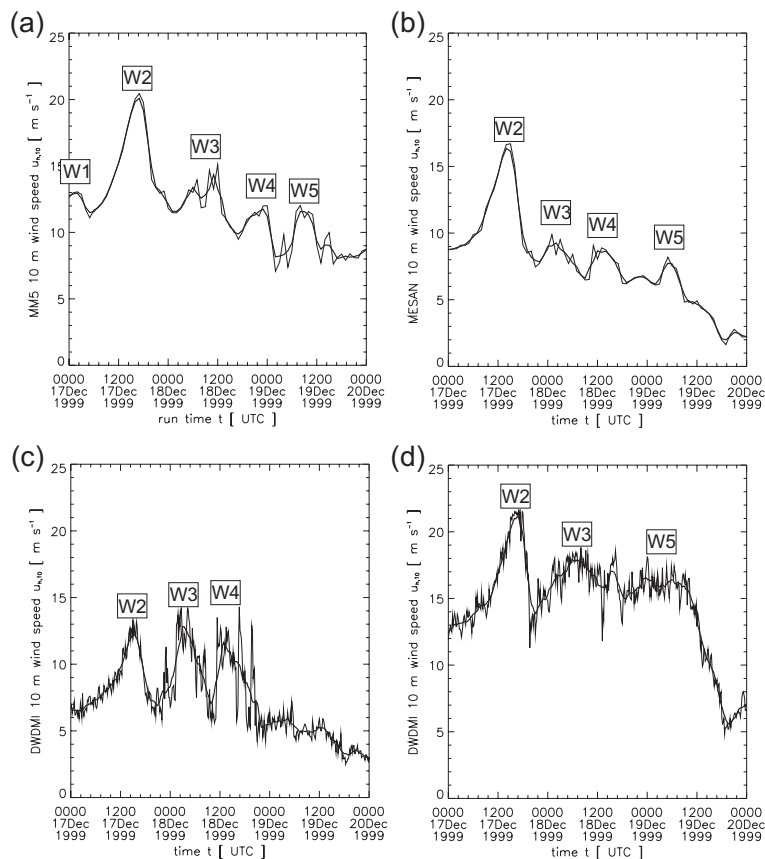 (a)
25
20
15
10
5
0
MM5 10 m wind speed uₕ,₁₀ [ m s⁻¹ ]
W1
W2
W3
W4
W5
0000 1200 0000 1200 0000 1200 0000
17Dec 17Dec 18Dec 18Dec 19Dec 19Dec 20Dec
1999 1999 1999 1999 1999 1999 1999
run time t [ UTC ]
(b)
25
20
15
10
5
0
MESAN 10 m wind speed uₕ,₁₀ [ m s⁻¹ ]
W2
W3
W4
W5
0000 1200 0000 1200 0000 1200 0000
17Dec 17Dec 18Dec 18Dec 19Dec 19Dec 20Dec
1999 1999 1999 1999 1999 1999 1999
time t [ UTC ]
(c)
25
20
15
10
5
0
DWDMI 10 m wind speed uₕ,₁₀ [ m s⁻¹ ]
W2
W3
W4
0000 1200 0000 1200 0000 1200 0000
17Dec 17Dec 18Dec 18Dec 19Dec 19Dec 20Dec
1999 1999 1999 1999 1999 1999 1999
time t [ UTC ]
(d)
25
20
15
10
5
0
DWDMI 10 m wind speed uₕ,₁₀ [ m s⁻¹ ]
W2
W3
W5
0000 1200 0000 1200 0000 1200 0000
17Dec 17Dec 18Dec 18Dec 19Dec 19Dec 20Dec
1999 1999 1999 1999 1999 1999 1999
time t [ UTC ]